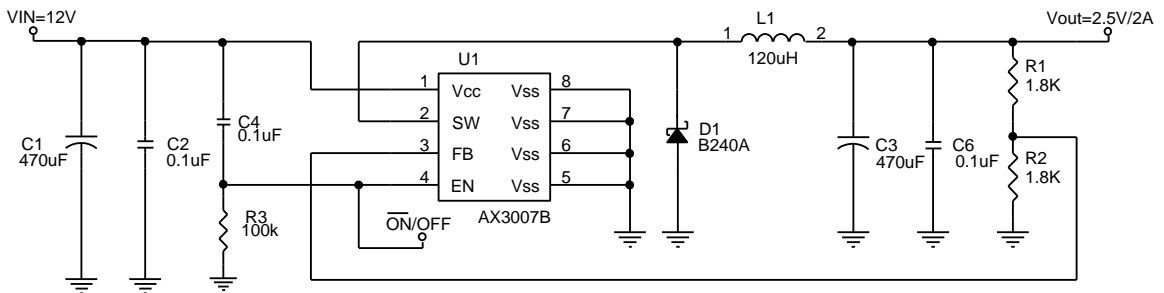 VIN=12V
L1
Vout=2.5V/2A
1
2
120uH
U1
R1
1.8K
1
Vcc
Vss
8
2
SW
Vss
7
3
FB
Vss
6
4
EN
Vss
5
AX3007B
C1
470uF
C2
0.1uF
C4
0.1uF
D1
B240A
C3
470uF
C6
0.1uF
R2
1.8K
R3
100k
ON/OFF